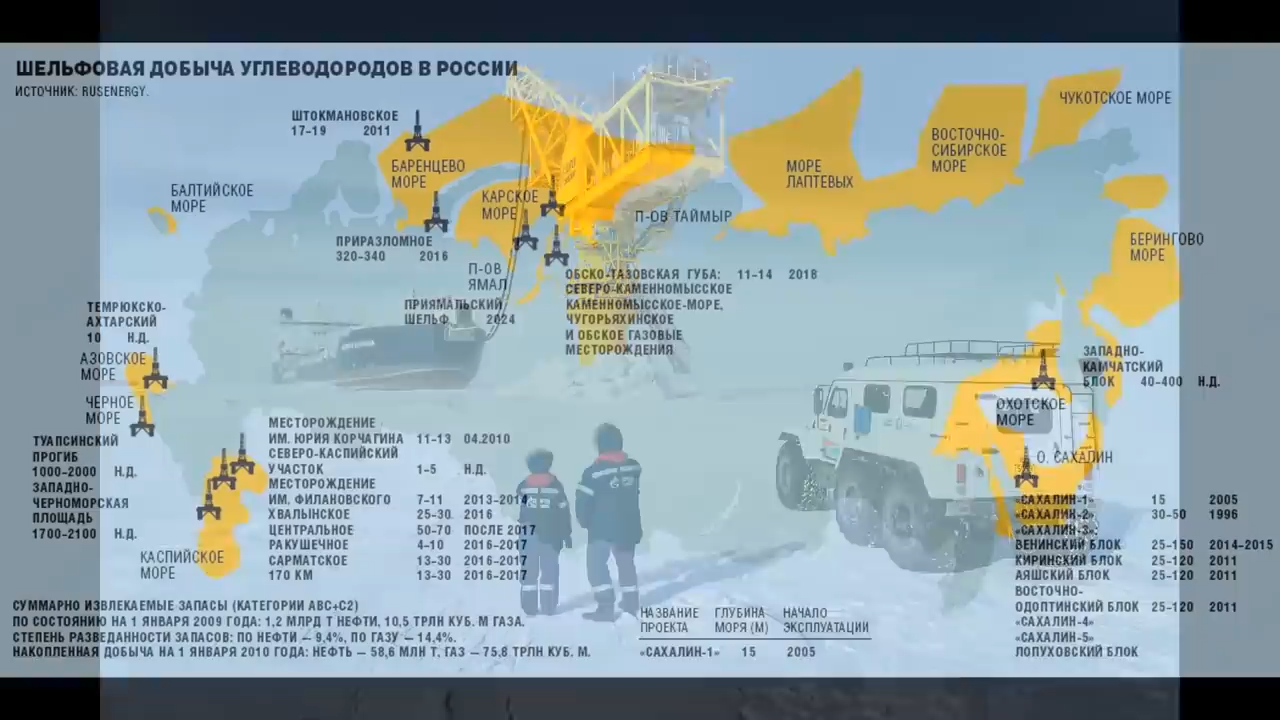 ШЕЛЬФОВАЯ ДОБЫЧА УГЛЕВОДОРОДОВ В РОССИИ
ИСТОЧНИК: RUSENERGY.
ШТОКМАНОВСКОЕ
17-19 2011
БАРЕНЦЕВО
МОРЕ
БАЛТИЙСКОЕ
МОРЕ
КАРСКОЕ
МОРЕ
ПРИРАЗЛОМНОЕ
320-340 2016
П-ОВ
ЯМАЛ
ПРИЯМАЛЬСКИЙ
ШЕЛЬФ 2024
П-ОВ ТАЙМЫР
МОРЕ
ЛАПТЕВЫХ
ВОСТОЧНО-
СИБИРСКОЕ
МОРЕ
ЧУКОТСКОЕ МОРЕ
БЕРИНГОВО
МОРЕ
ОБСКО-ТАЗОВСКАЯ ГУБА: 11-14 2018
СЕВЕРО-КАМЕННОМЫССКОЕ
КАМЕННОМЫССКОЕ-МОРЕ,
ЧУГОРЬЯХИНСКОЕ
И ОБСКОЕ ГАЗОВЫЕ
МЕСТОРОЖДЕНИЯ
ТЕМРЮКСКО-
АХТАРСКИЙ
10 Н.Д.
АЗОВСКОЕ
МОРЕ
ЧЕРНОЕ
МОРЕ
ТУАПСИНСКИЙ
ПРОГИБ
1000-2000 Н.Д.
ЗАПАДНО-
ЧЕРНОМОРСКАЯ
ПЛОЩАДЬ
1700-2100 Н.Д.
КАСПИЙСКОЕ
МОРЕ
МЕСТОРОЖДЕНИЕ
ИМ. ЮРИЯ КОРЧАГИНА 11-13 04.2010
СЕВЕРО-КАСПИЙСКИЙ
УЧАСТОК 1-5 Н.Д.
МЕСТОРОЖДЕНИЕ
ИМ. ФИЛАНОВСКОГО 7-11 2013-2014
ХВАЛЫНСКОЕ 25-30 2016
ЦЕНТРАЛЬНОЕ 50-70 ПОСЛЕ 2017
РАКУШЕЧНОЕ 4-10 2016-2017
САРМАТСКОЕ 13-30 2016-2017
170 КМ 13-30 2016-2017
ЗАПАДНО-
КАМЧАТСКИЙ
БЛОК 40-400 Н.Д.
ОХОТСКОЕ
МОРЕ
О. САХАЛИН
«САХАЛИН-1» 15 2005
«САХАЛИН-2» 30-50 1996
«САХАЛИН-3»:
ВЕНИНСКИЙ БЛОК 25-150 2014-2015
КИРИНСКИЙ БЛОК 25-120 2011
АЯШСКИЙ БЛОК 25-120 2011
ВОСТОЧНО-
ОДОПТИНСКИЙ БЛОК 25-120 2011
«САХАЛИН-4»
«САХАЛИН-5»
ЛОПУХОВСКИЙ БЛОК
СУММАРНО ИЗВЛЕКАЕМЫЕ ЗАПАСЫ (КАТЕГОРИИ АВС+С2)
ПО СОСТОЯНИЮ НА 1 ЯНВАРЯ 2009 ГОДА: 1,2 МЛРД Т НЕФТИ, 10,5 ТРЛН КУБ. М ГАЗА.
СТЕПЕНЬ РАЗВЕДАННОСТИ ЗАПАСОВ: ПО НЕФТИ — 9,4%, ПО ГАЗУ — 14,4%.
НАКОПЛЕННАЯ ДОБЫЧА НА 1 ЯНВАРЯ 2010 ГОДА: НЕФТЬ — 58,6 МЛН Т, ГАЗ — 75,8 ТРЛН КУБ. М.
НАЗВАНИЕ ГЛУБИНА НАЧАЛО
ПРОЕКТА МОРЯ (М) ЭКСПЛУАТАЦИИ
«САХАЛИН-1» 15 2005